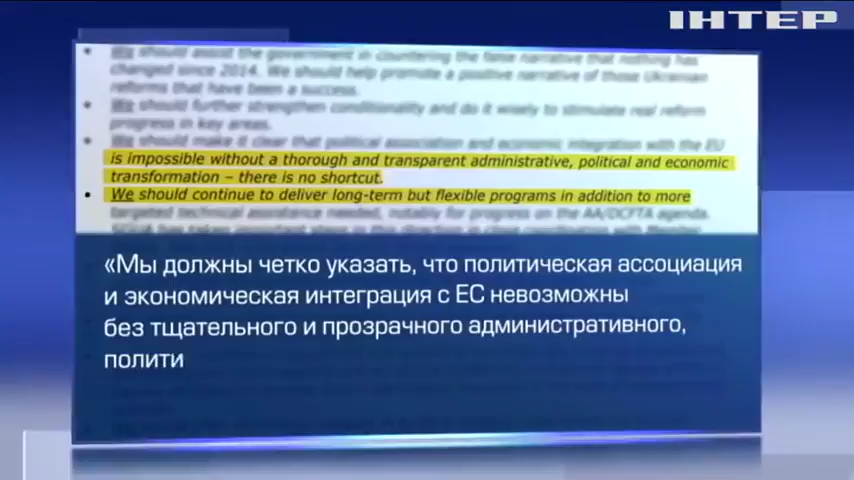 ІНТЕР
• We should assist the government in countering the false narrative that nothing has
changed since 2014. We should help promote a positive narrative of those Ukrainian
reforms that have been a success.
• We should further strengthen conditionality and do it wisely to stimulate real reform
progress in key areas.
• We should make it clear that political association and economic integration with the EU
is impossible without a thorough and transparent administrative, political and economic
transformation – there is no shortcut.
• We should continue to deliver long-term but flexible programs in addition to more
targeted technical assistance needed, notably for progress on the AA/DCFTA agenda.
«Мы должны четко указать, что политическая ассоциация
и экономическая интеграция с ЕС невозможны
без тщательного и прозрачного административного,
полити